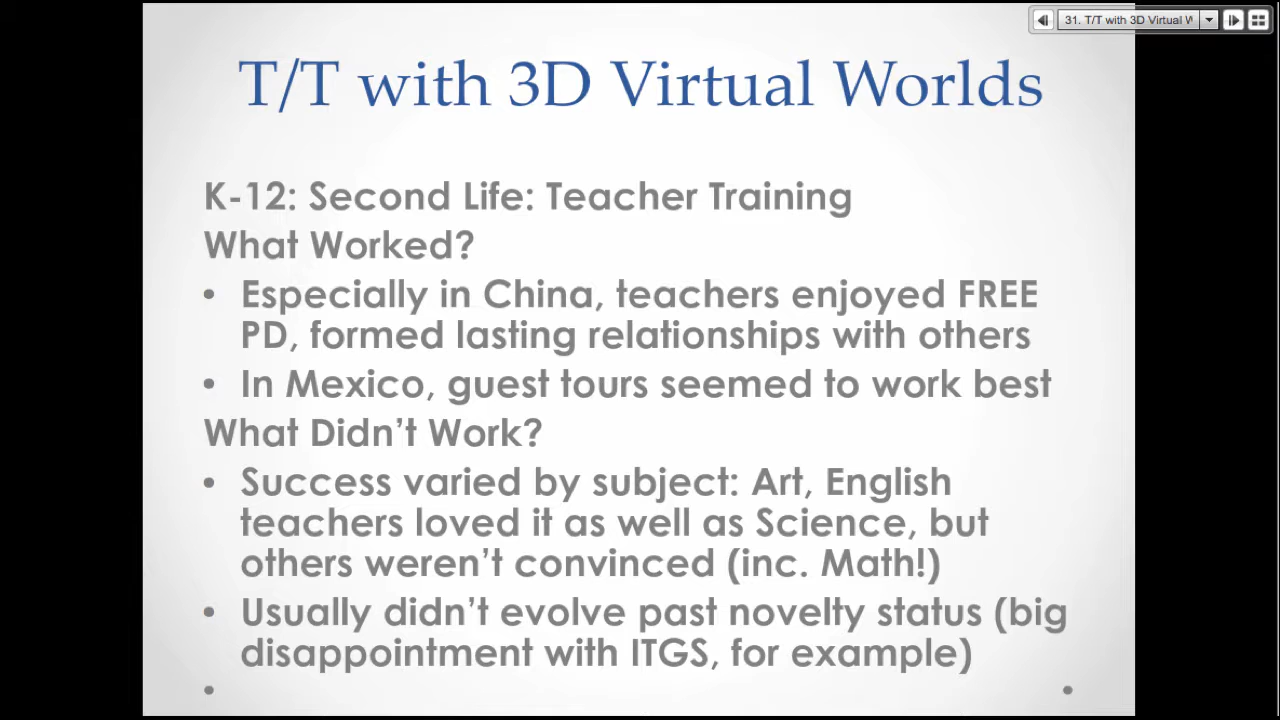 31. T/T with 3D Virtual W
T/T with 3D Virtual Worlds
K-12: Second Life: Teacher Training
What Worked?
• Especially in China, teachers enjoyed FREE
PD, formed lasting relationships with others
• In Mexico, guest tours seemed to work best
What Didn’t Work?
• Success varied by subject: Art, English
teachers loved it as well as Science, but
others weren’t convinced (inc. Math!)
• Usually didn’t evolve past novelty status (big
disappointment with ITGS, for example)